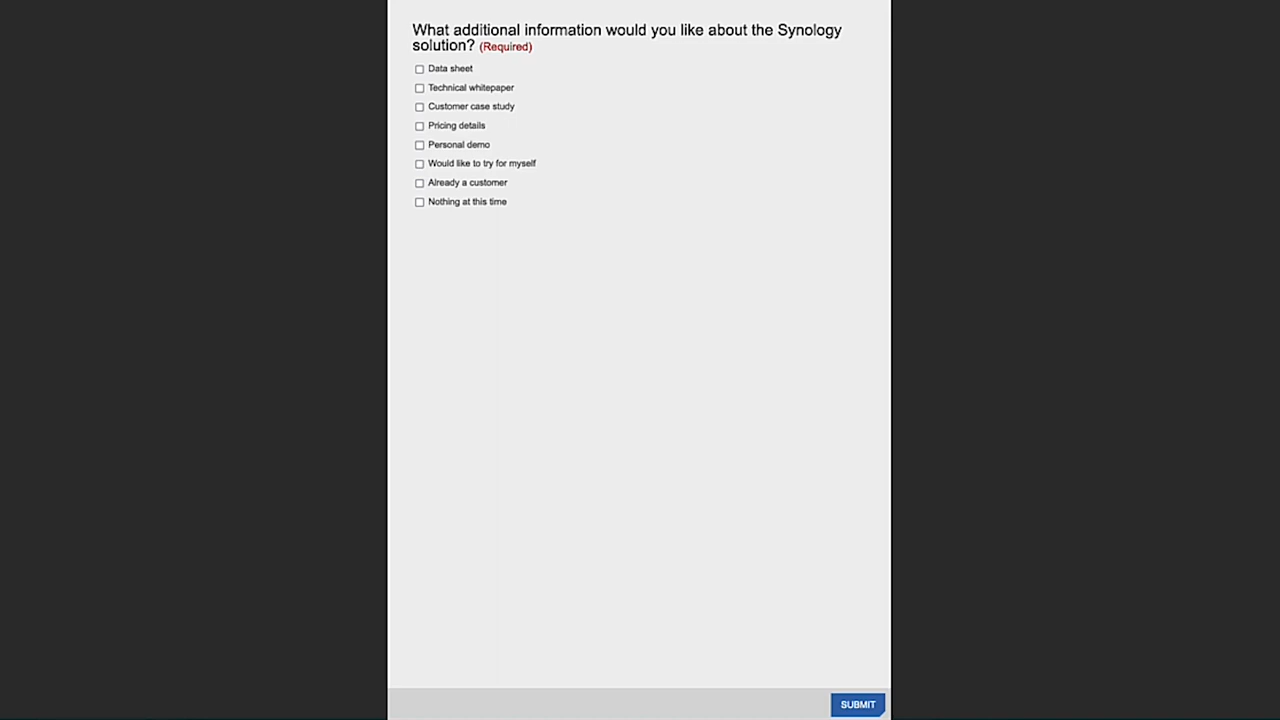 What additional information would you like about the Synology
solution? (Required)
Data sheet
Technical whitepaper
Customer case study
Pricing details
Personal demo
Would like to try for myself
Already a customer
Nothing at this time
SUBMIT